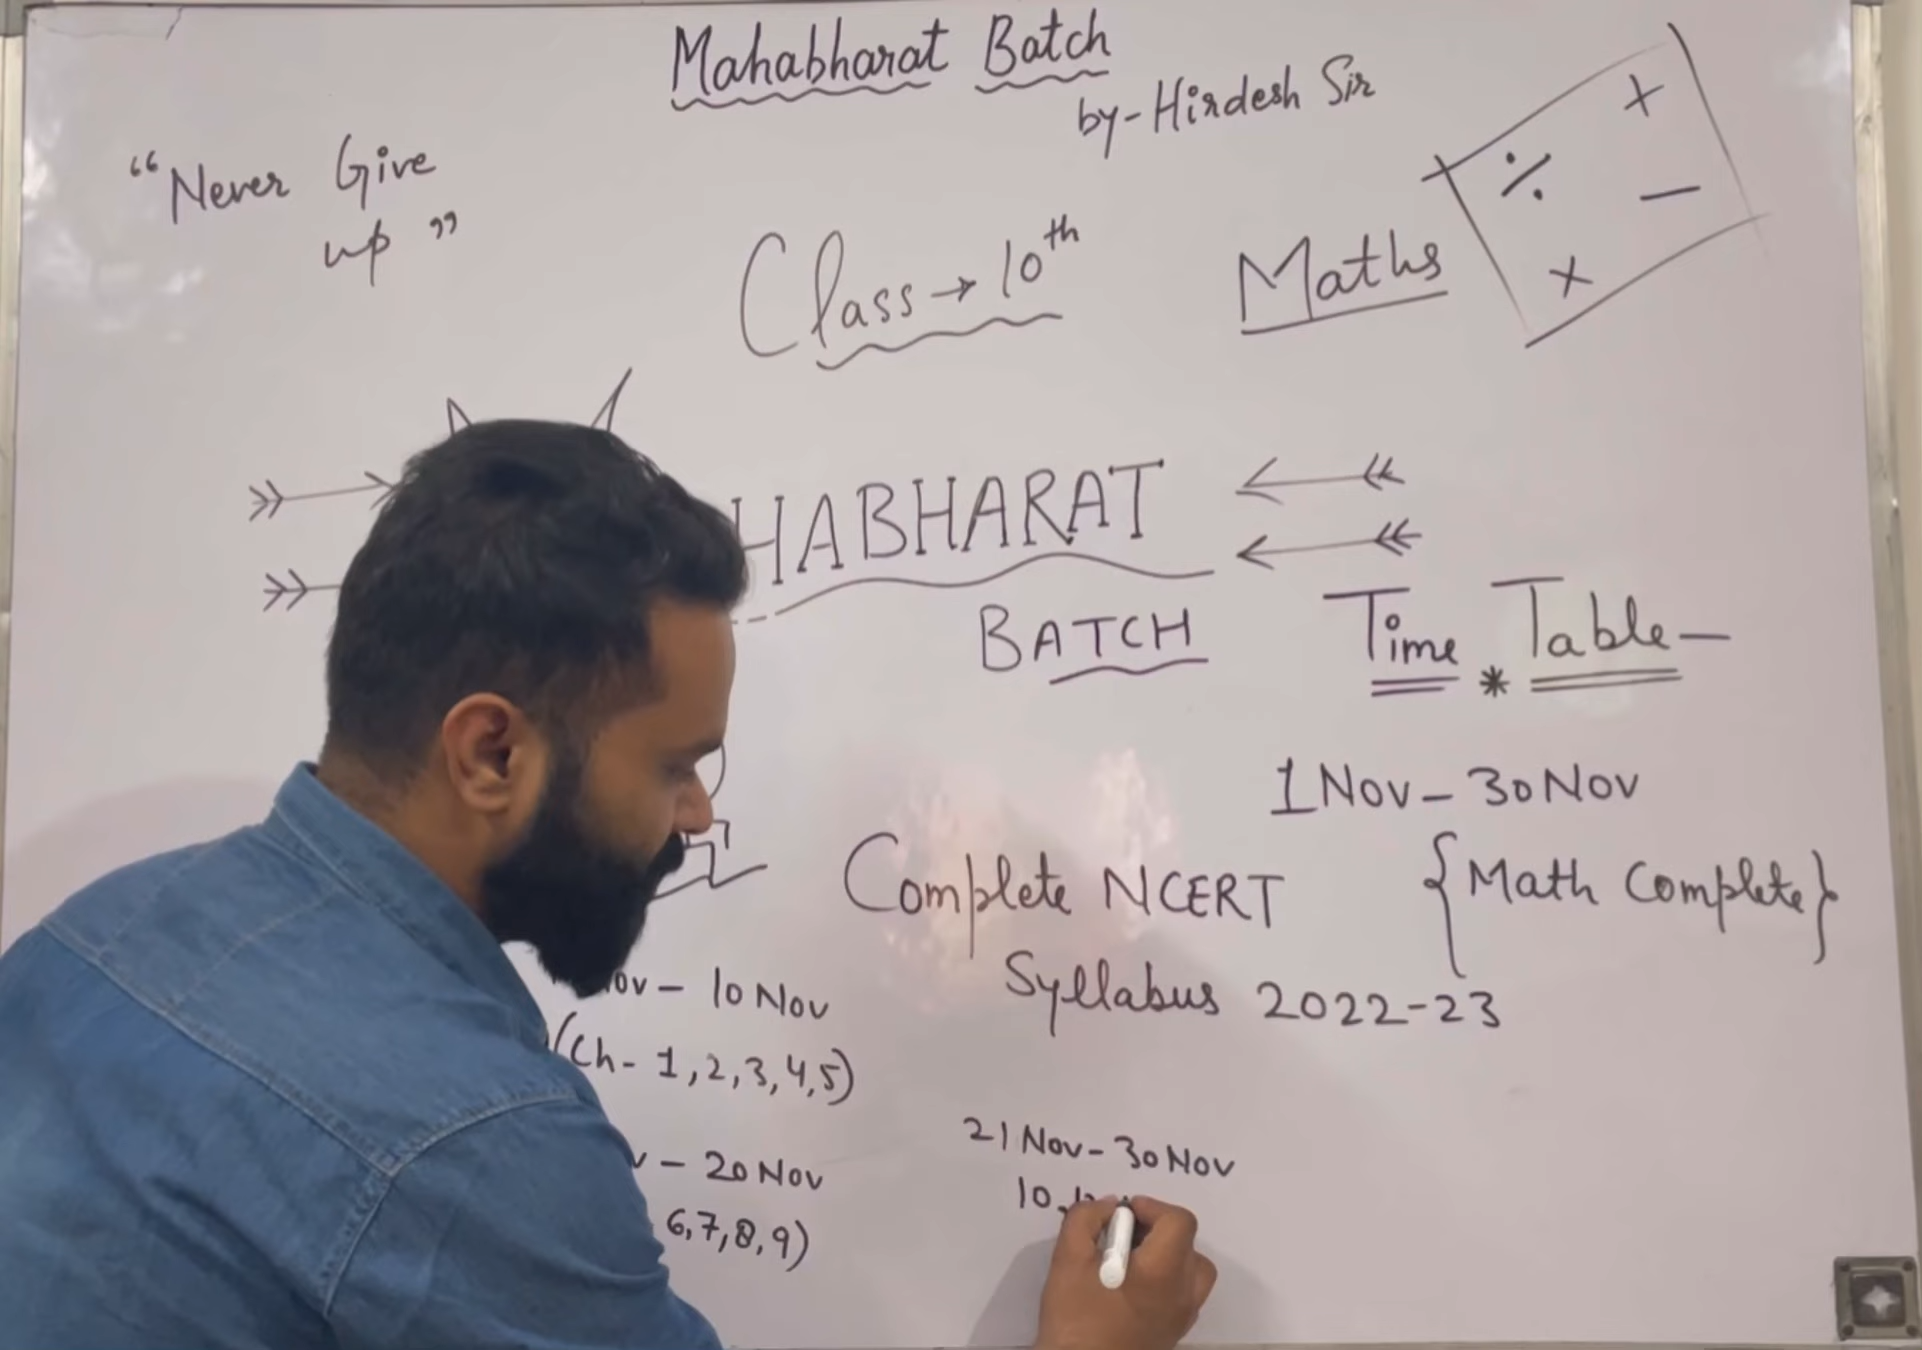 Mahabharat Batch
by-Hirdesh Sir
“Never Give
up”
Class → 10th
Maths
÷ +
× −
HABHARAT
BATCH
Time * Table –
1 Nov – 30 Nov
Complete NCERT
{Math Complete}
Syllabus 2022-23
ov – 10 Nov
(Ch- 1,2,3,4,5)
v – 20 Nov
6,7,8,9)
21 Nov – 30 Nov
10,